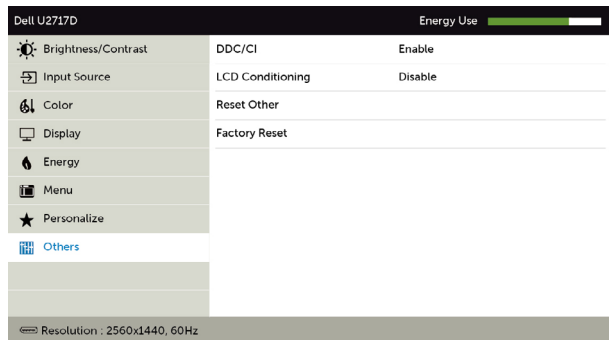 Dell U2717D Energy Use
Brightness/Contrast DDC/CI Enable
Input Source LCD Conditioning Disable
Color Reset Other
Display Factory Reset
Energy
Menu
Personalize
Others
Resolution : 2560x1440, 60Hz